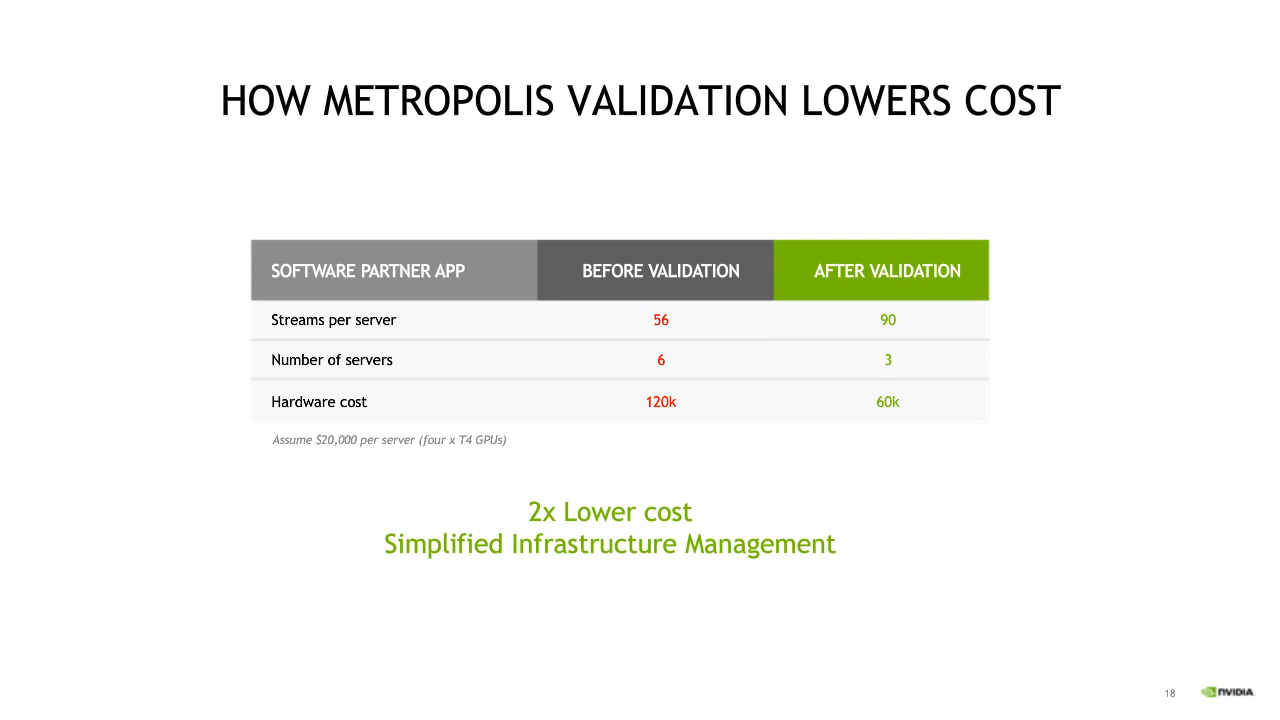 HOW METROPOLIS VALIDATION LOWERS COST
SOFTWARE PARTNER APP BEFORE VALIDATION AFTER VALIDATION
Streams per server 56 90
Number of servers 6 3
Hardware cost 120k 60k
Assume $20,000 per server (four x T4 GPUs)
2x Lower cost
Simplified Infrastructure Management
18 NVIDIA.